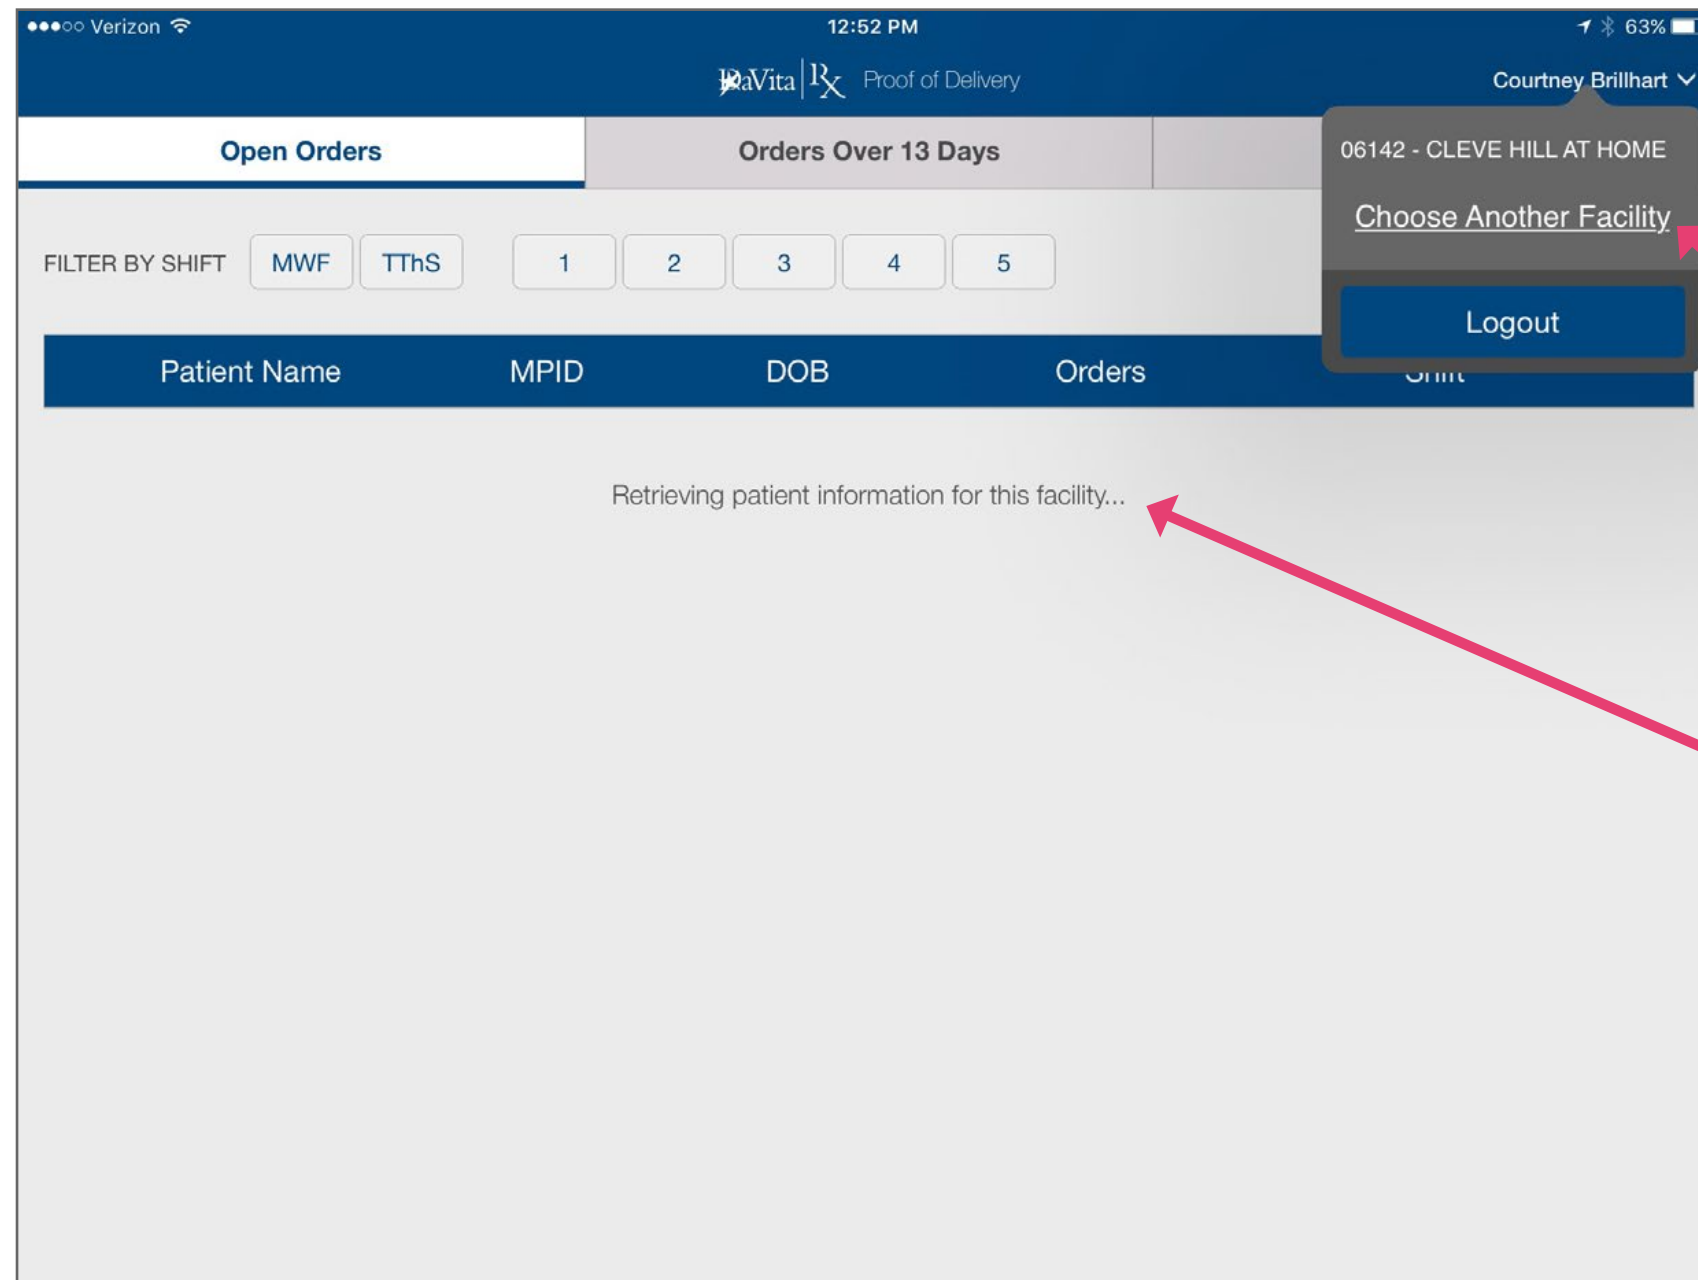 Verizon 12:52 PM 63%
DaVita Rx Proof of Delivery Courtney Brillhart
Open Orders Orders Over 13 Days
06142 - CLEVE HILL AT HOME
Choose Another Facility
FILTER BY SHIFT MWF TThS 1 2 3 4 5
Logout
Patient Name MPID DOB Orders Shift
Retrieving patient information for this facility...